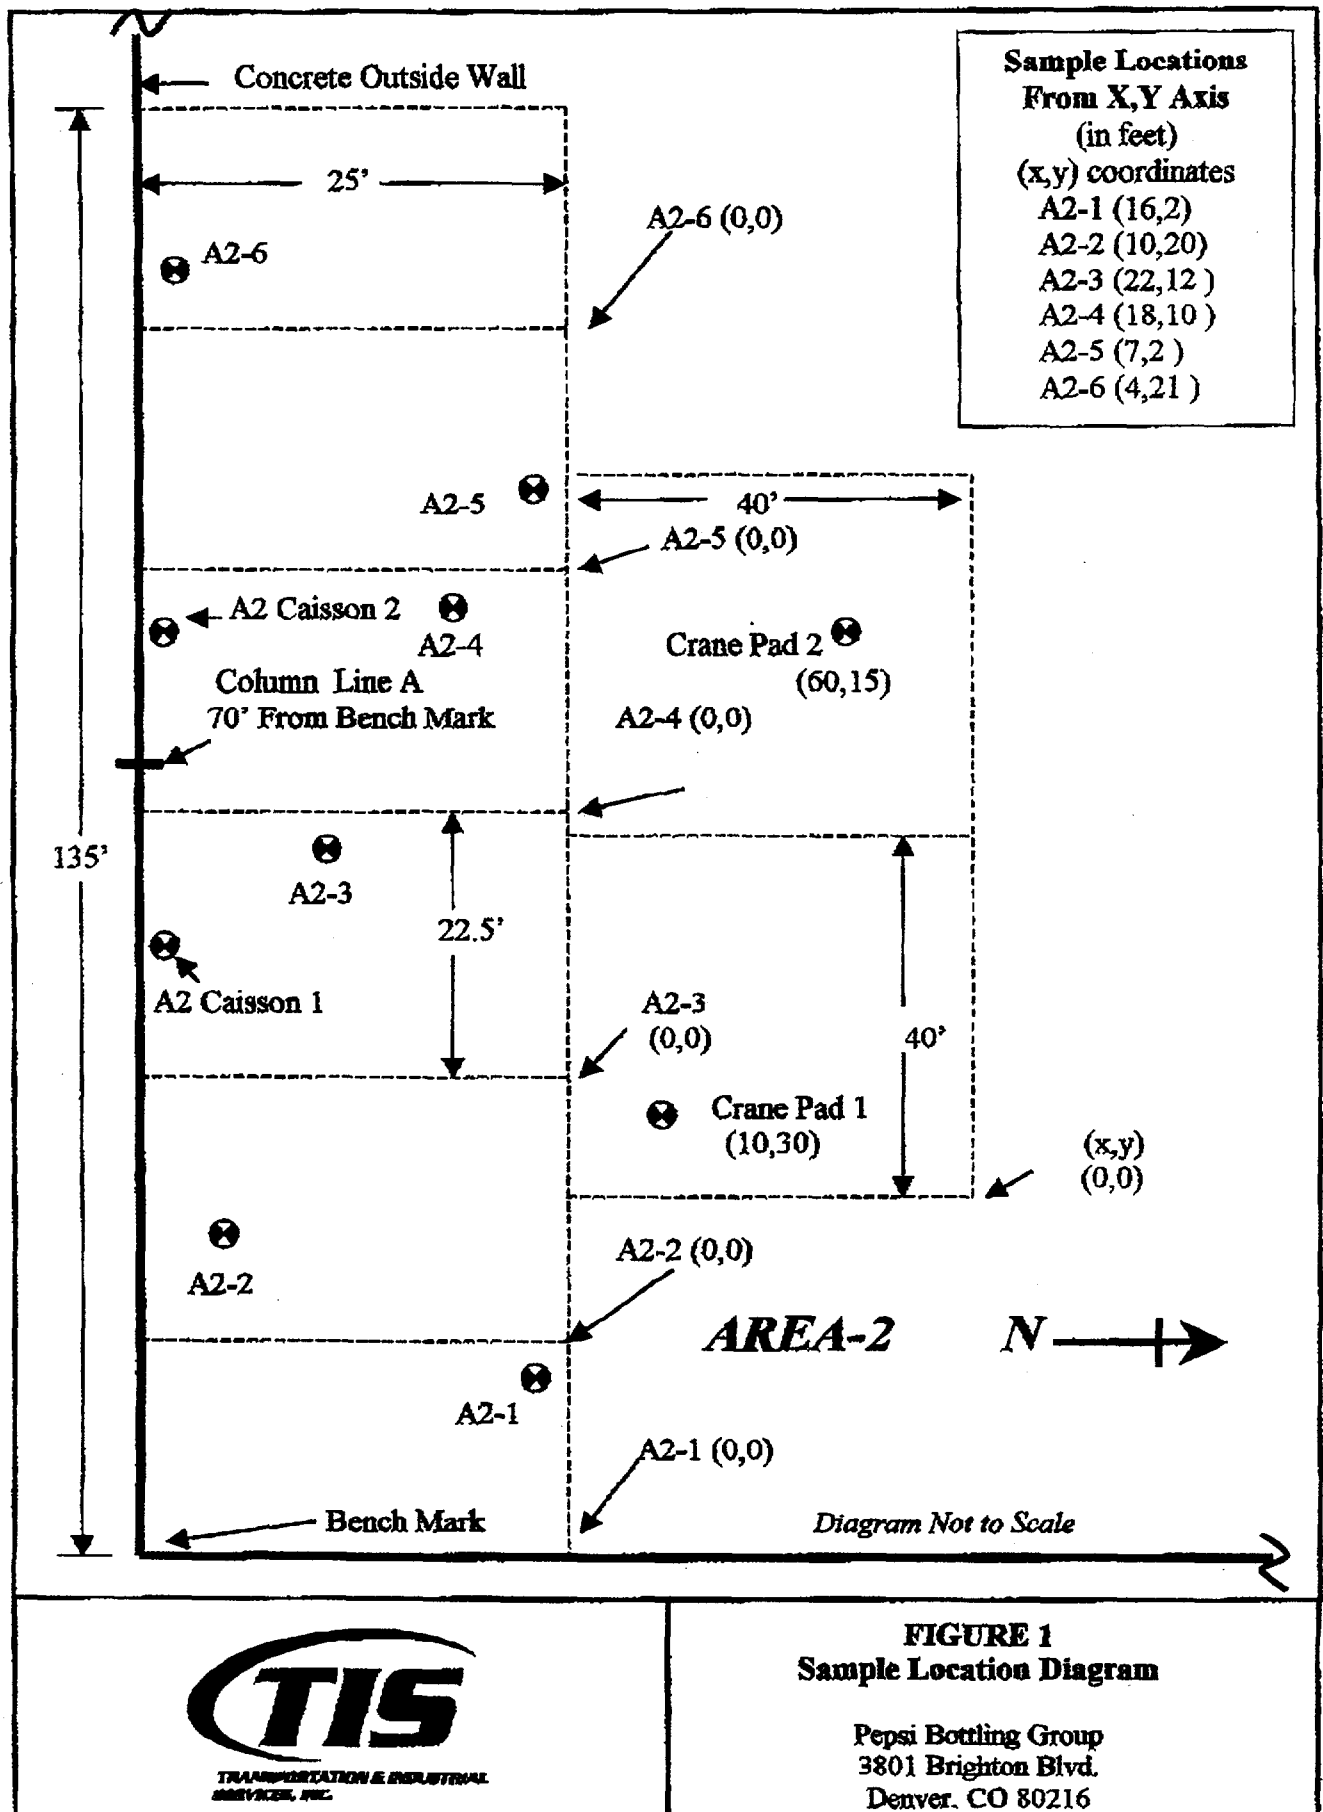 Concrete Outside Wall
25'
A2-6
A2-6 (0,0)
Sample Locations
From X,Y Axis
(in feet)
(x,y) coordinates
A2-1 (16,2)
A2-2 (10,20)
A2-3 (22,12 )
A2-4 (18,10 )
A2-5 (7,2 )
A2-6 (4,21 )
A2-5
40'
A2-5 (0,0)
A2 Caisson 2
A2-4
Crane Pad 2
(60,15)
Column Line A
70' From Bench Mark
A2-4 (0,0)
135'
A2-3
22.5'
A2 Caisson 1
A2-3
(0,0)
40'
Crane Pad 1
(10,30)
(x,y)
(0,0)
A2-2
A2-2 (0,0)
AREA-2
N
A2-1
A2-1 (0,0)
Bench Mark
Diagram Not to Scale
TIS
TRANSPORTATION & INDUSTRIAL
SERVICES, INC.
FIGURE 1
Sample Location Diagram
Pepsi Bottling Group
3801 Brighton Blvd.
Denver, CO 80216